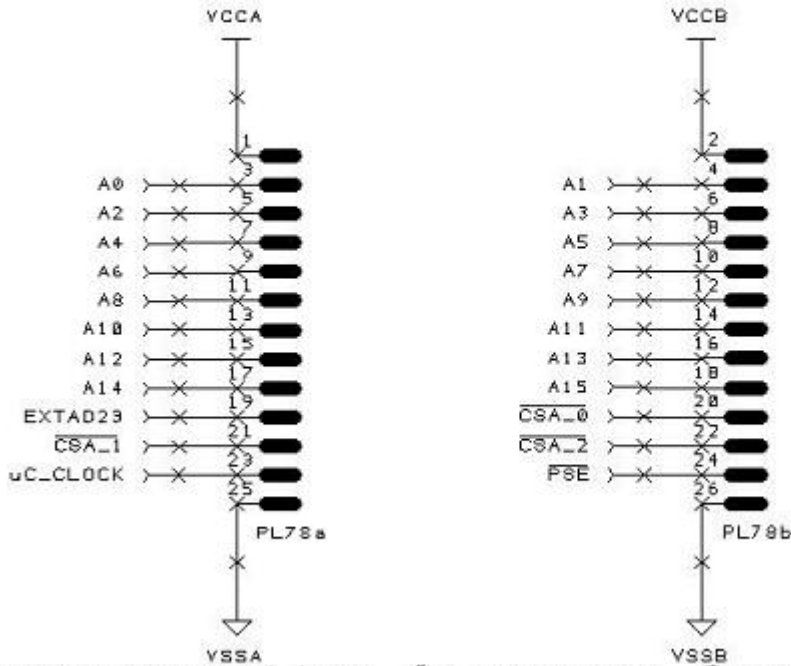 VCCA VCCB
1 2
A0 3 A1 4
A2 5 A3 6
A4 7 A5 8
A6 9 A7 10
A8 11 A9 12
A10 13 A11 14
A12 15 A13 16
A14 17 A15 18
EXTAD23 19 CSA_0 20
CSA_1 21 CSA_2 22
uC_CLOCK 23 PSE 24
25 26
PL78a PL78b
VSSA VSSB